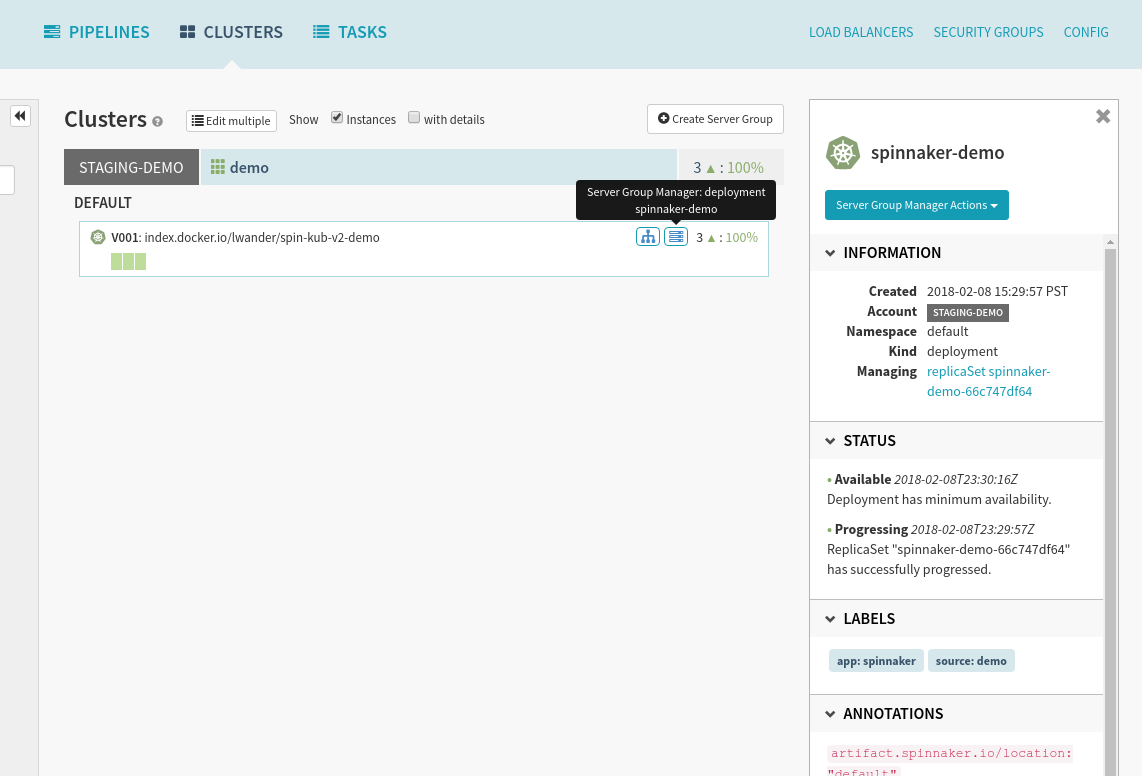 PIPELINES
CLUSTERS
TASKS
LOAD BALANCERS
SECURITY GROUPS
CONFIG
Clusters
Edit multiple
Show
Instances
with details
Create Server Group
STAGING-DEMO
demo
3 ▲ : 100%
Server Group Manager: deployment
spinnaker-demo
DEFAULT
V001: index.docker.io/lwander/spin-kub-v2-demo
3 ▲ : 100%
spinnaker-demo
Server Group Manager Actions
INFORMATION
Created 2018-02-08 15:29:57 PST
Account STAGING-DEMO
Namespace default
Kind deployment
Managing replicaSet spinnaker-
demo-66c747df64
STATUS
• Available 2018-02-08T23:30:16Z
Deployment has minimum availability.
• Progressing 2018-02-08T23:29:57Z
ReplicaSet "spinnaker-demo-66c747df64"
has successfully progressed.
LABELS
app: spinnaker
source: demo
ANNOTATIONS
artifact.spinnaker.io/location:
"default"